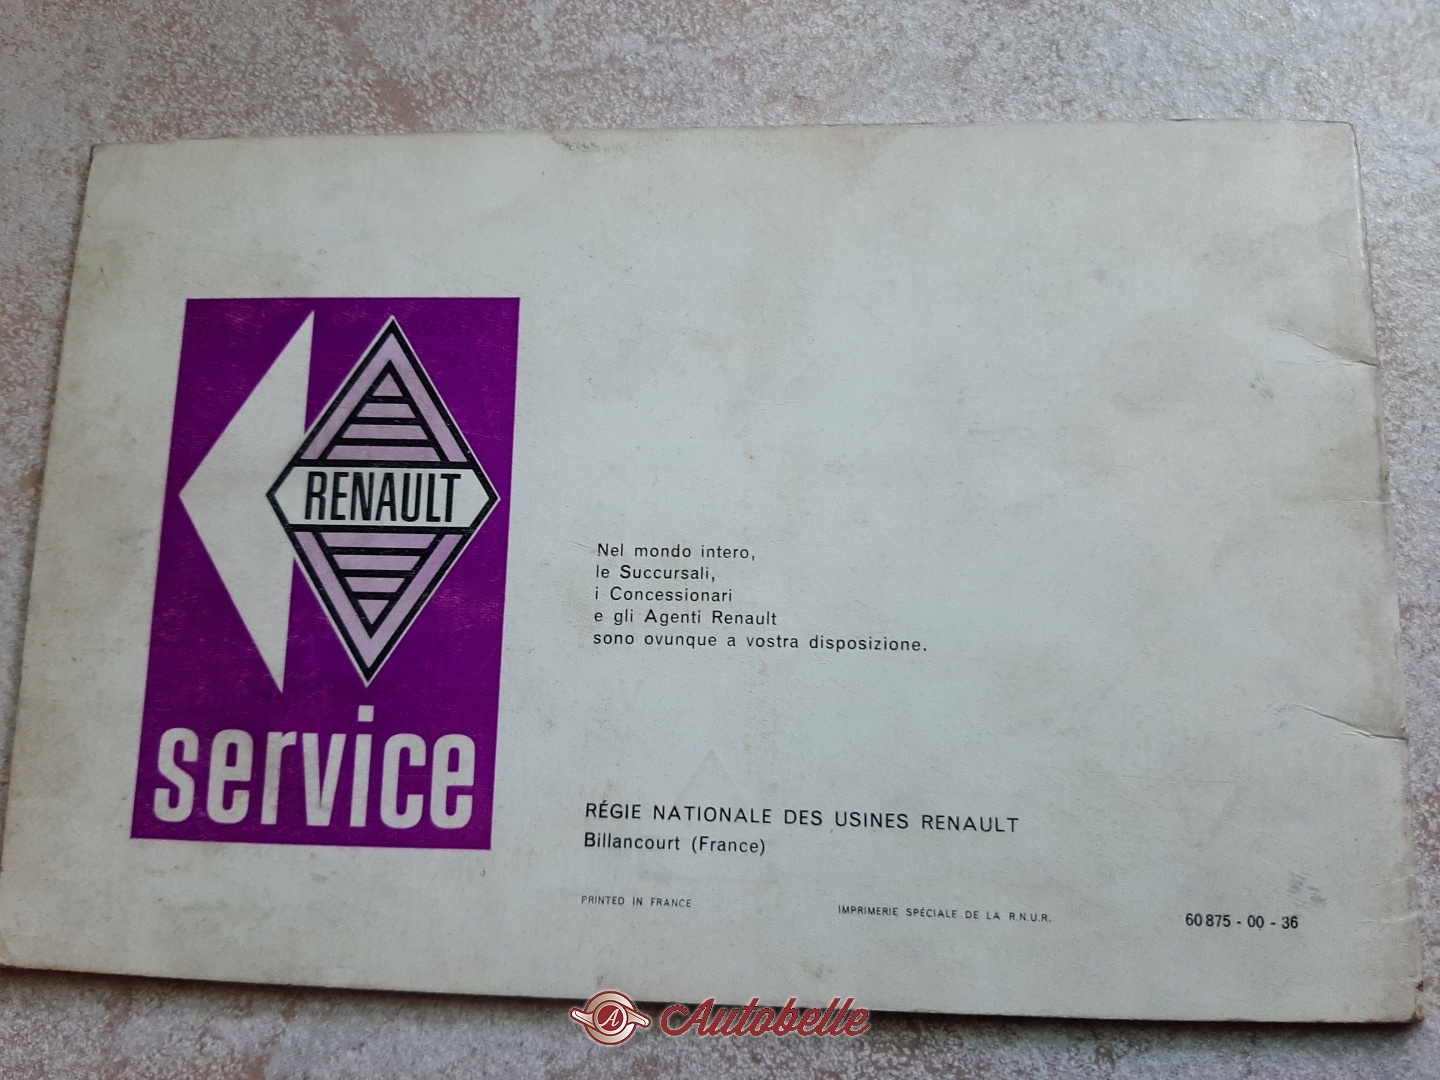 RENAULT
service
Nel mondo intero,
le Succursali,
i Concessionari
e gli Agenti Renault
sono ovunque a vostra disposizione.
RÉGIE NATIONALE DES USINES RENAULT
Billancourt (France)
PRINTED IN FRANCE
IMPRIMERIE SPÉCIALE DE LA R.N.U.R.
60 875 - 00 - 36
A Autobelle